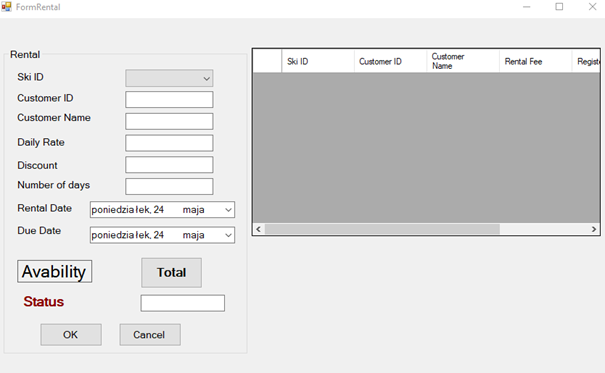 FormRental
Rental
Ski ID
Customer ID
Customer Name
Daily Rate
Discount
Number of days
Rental Date
poniedziałek, 24 maja
Due Date
poniedziałek, 24 maja
Avability
Total
Status
OK
Cancel
Ski ID
Customer ID
Customer
Name
Rental Fee
Registe